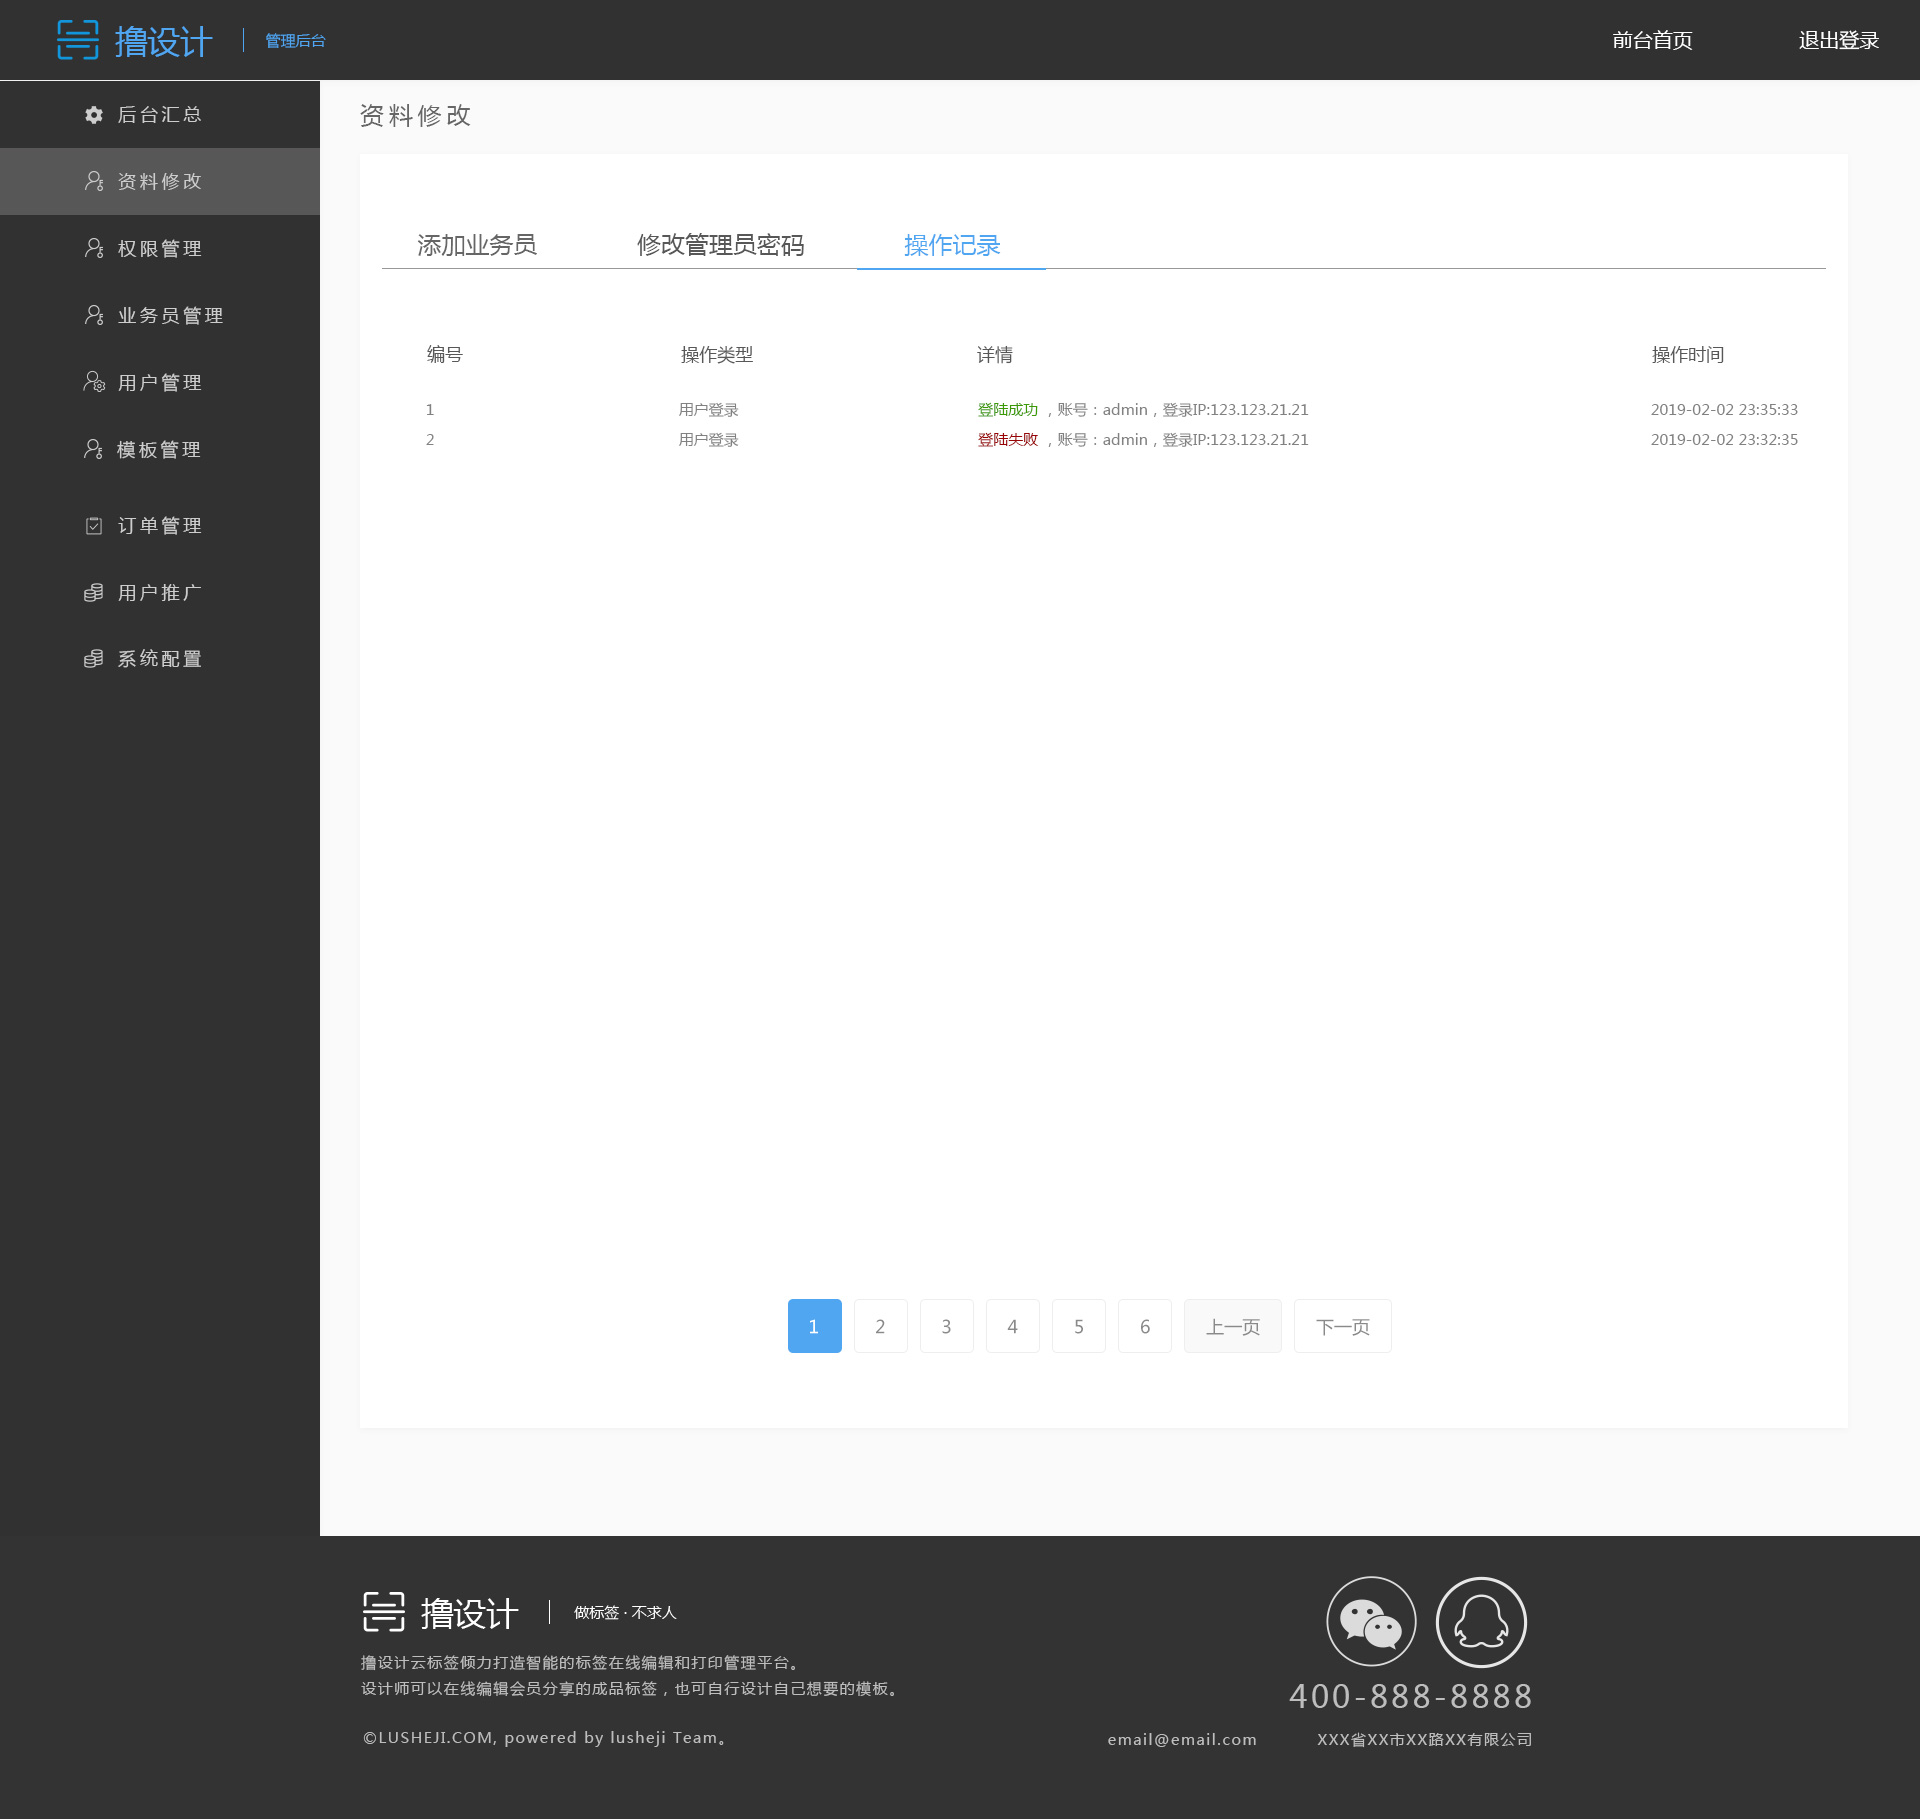 撸设计 管理后台 前台首页 退出登录
后台汇总
资料修改
权限管理
业务员管理
用户管理
模板管理
订单管理
用户推广
系统配置
资料修改
添加业务员 修改管理员密码 操作记录
编号 操作类型 详情 操作时间
1 用户登录 登陆成功 ，账号：admin，登录IP:123.123.21.21 2019-02-02 23:35:33
2 用户登录 登陆失败 ，账号：admin，登录IP:123.123.21.21 2019-02-02 23:32:35
1 2 3 4 5 6 上一页 下一页
撸设计 做标签·不求人
撸设计云标签倾力打造智能的标签在线编辑和打印管理平台。
设计师可以在线编辑会员分享的成品标签，也可自行设计自己想要的模板。
©LUSHEJI.COM, powered by lusheji Team。
400-888-8888
email@email.com XXX省XX市XX路XX有限公司